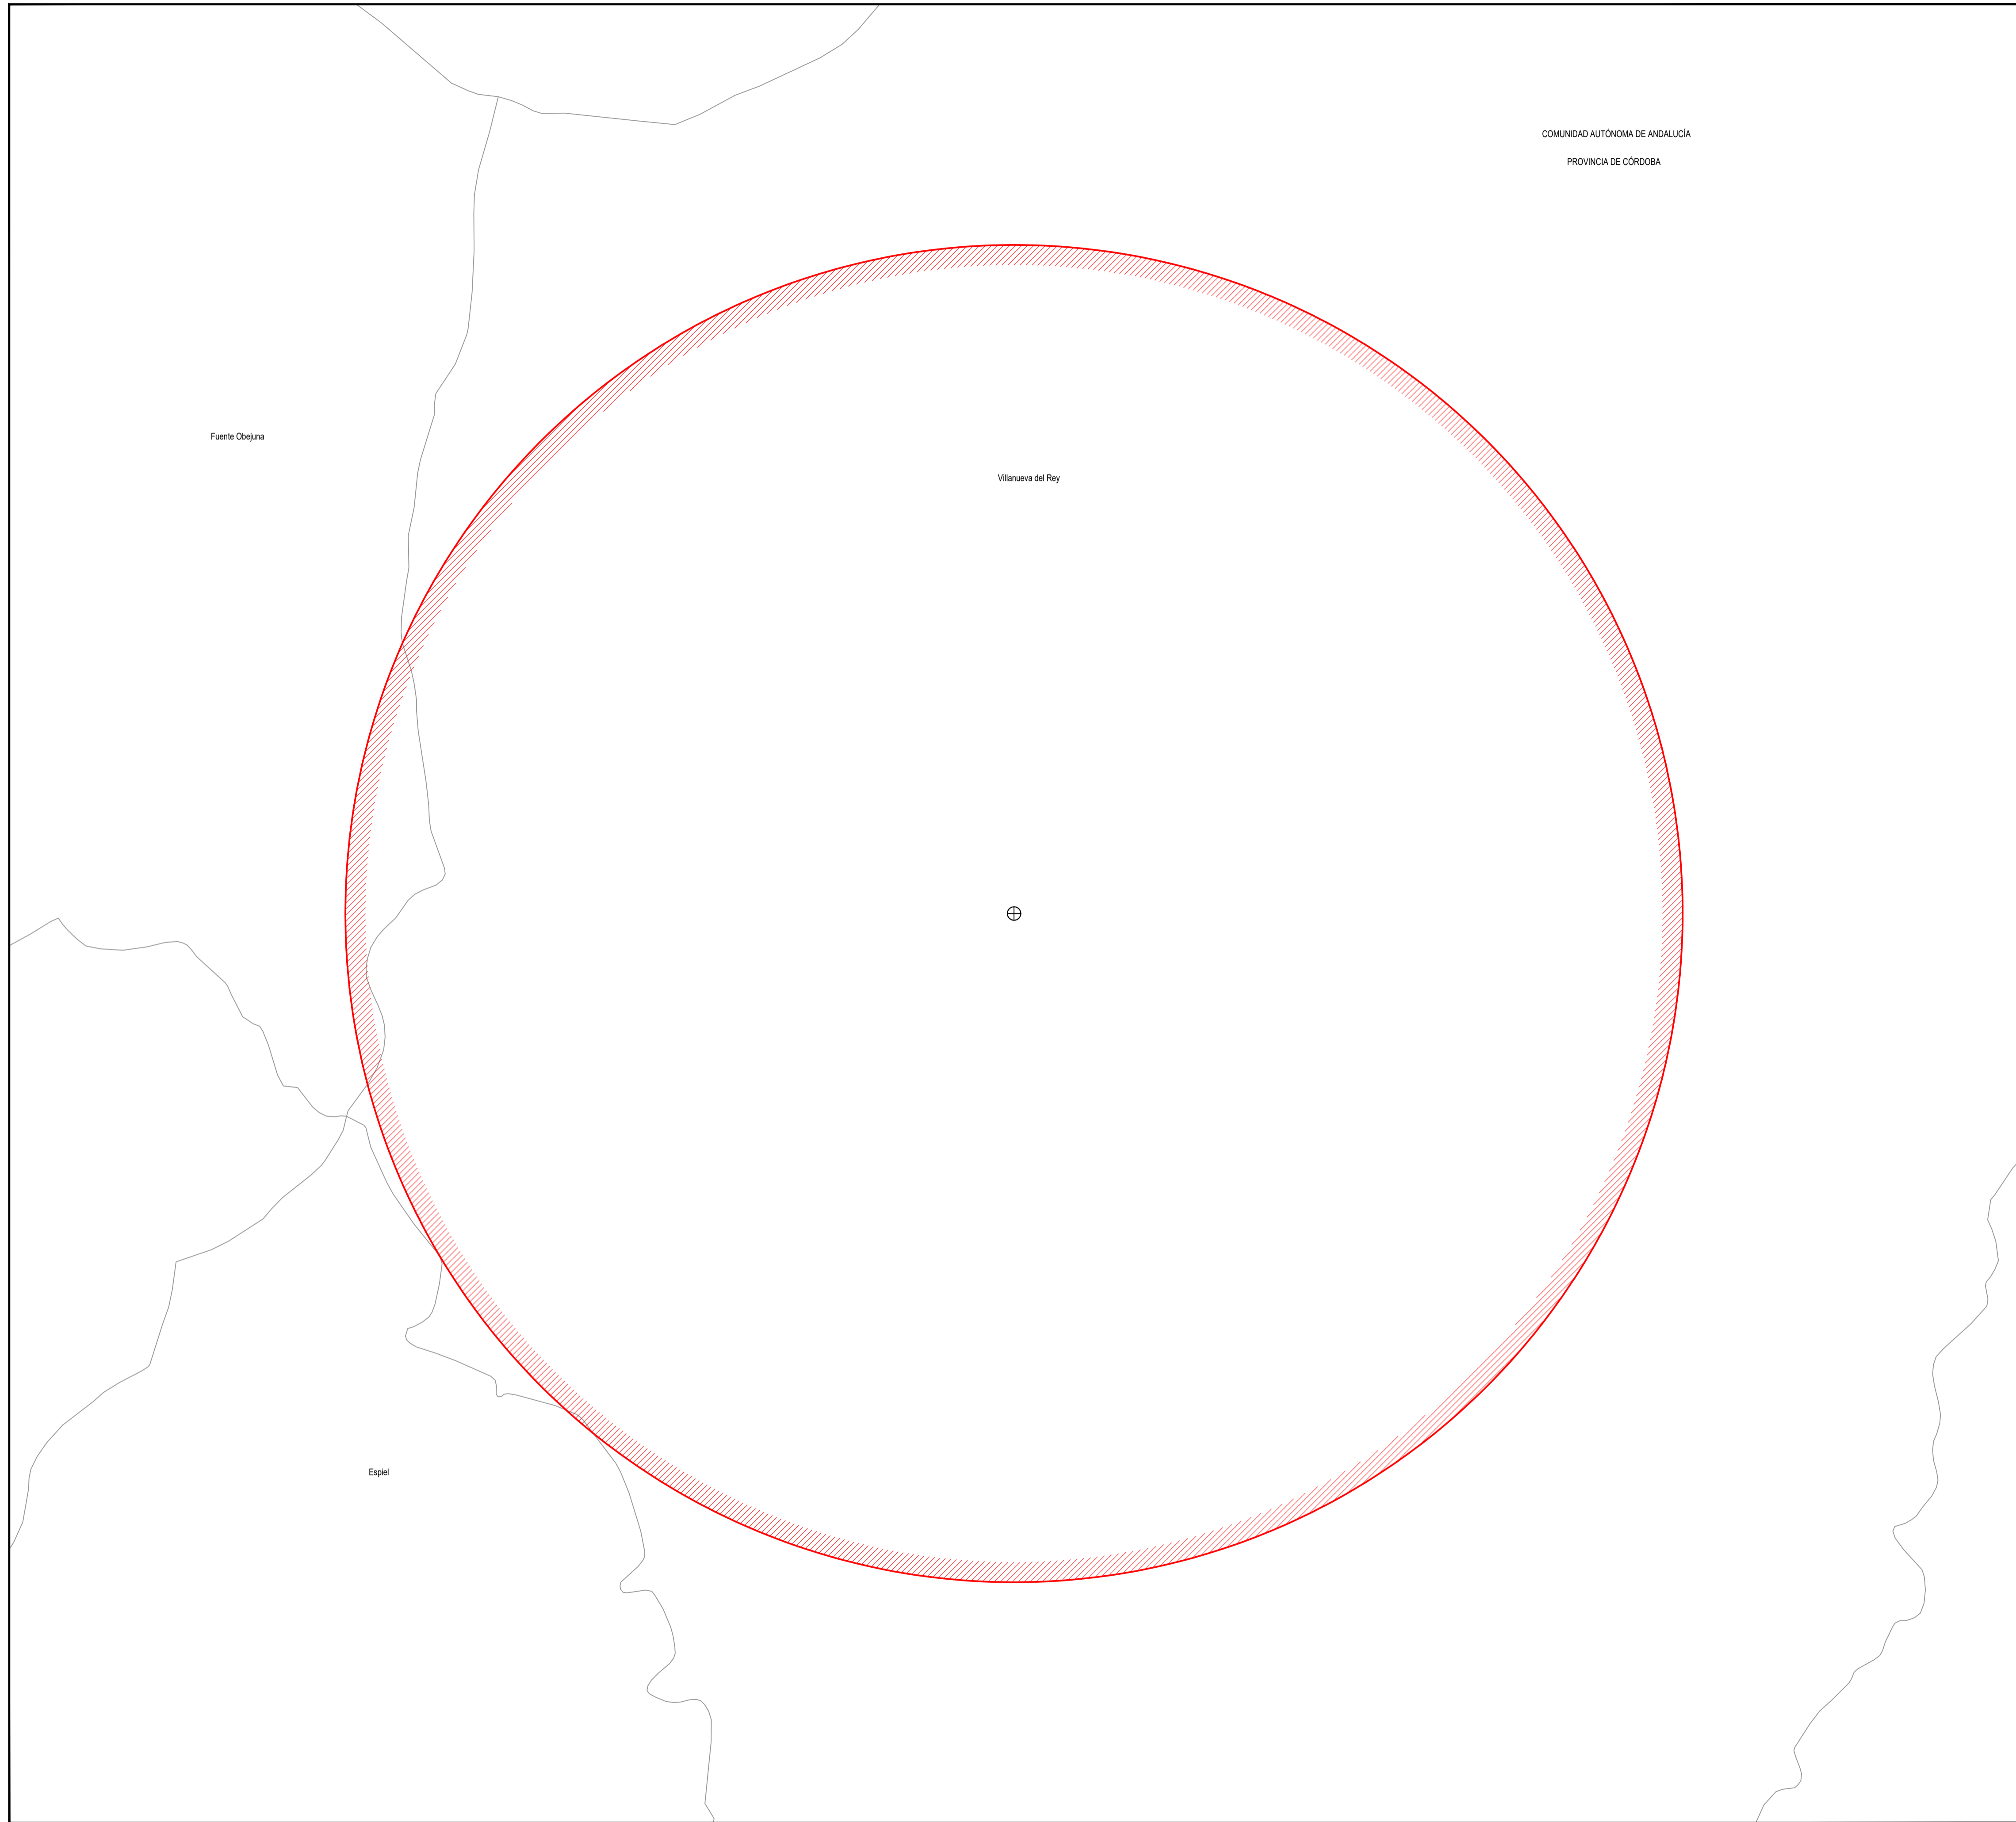 COMUNIDAD AUTÓNOMA DE ANDALUCÍA
PROVINCIA DE CÓRDOBA
Fuente Obejuna
Villanueva del Rey
Espiel